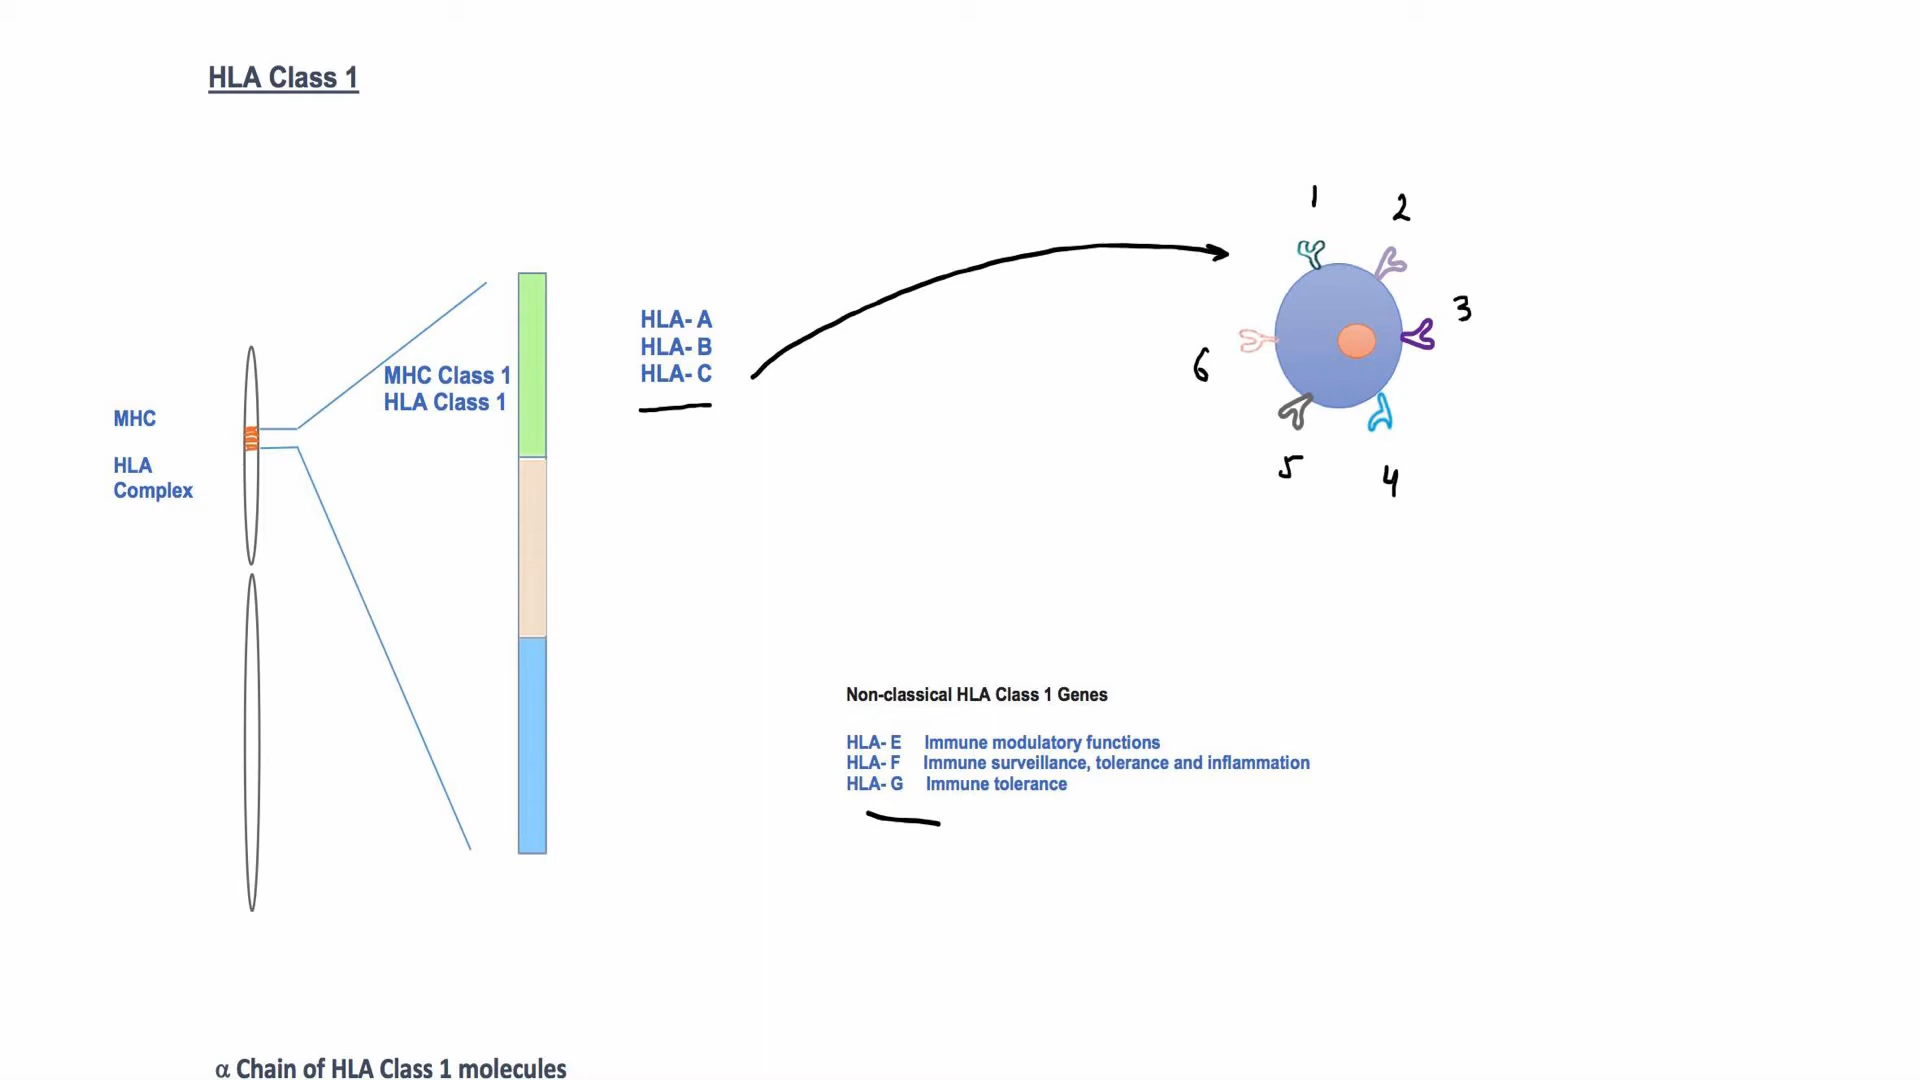 HLA Class 1
1
2
3
HLA- A
HLA- B
HLA- C
MHC Class 1
HLA Class 1
6
MHC
HLA
Complex
5
4
Non-classical HLA Class 1 Genes
HLA- E Immune modulatory functions
HLA- F Immune surveillance, tolerance and inflammation
HLA- G Immune tolerance
α Chain of HLA Class 1 molecules